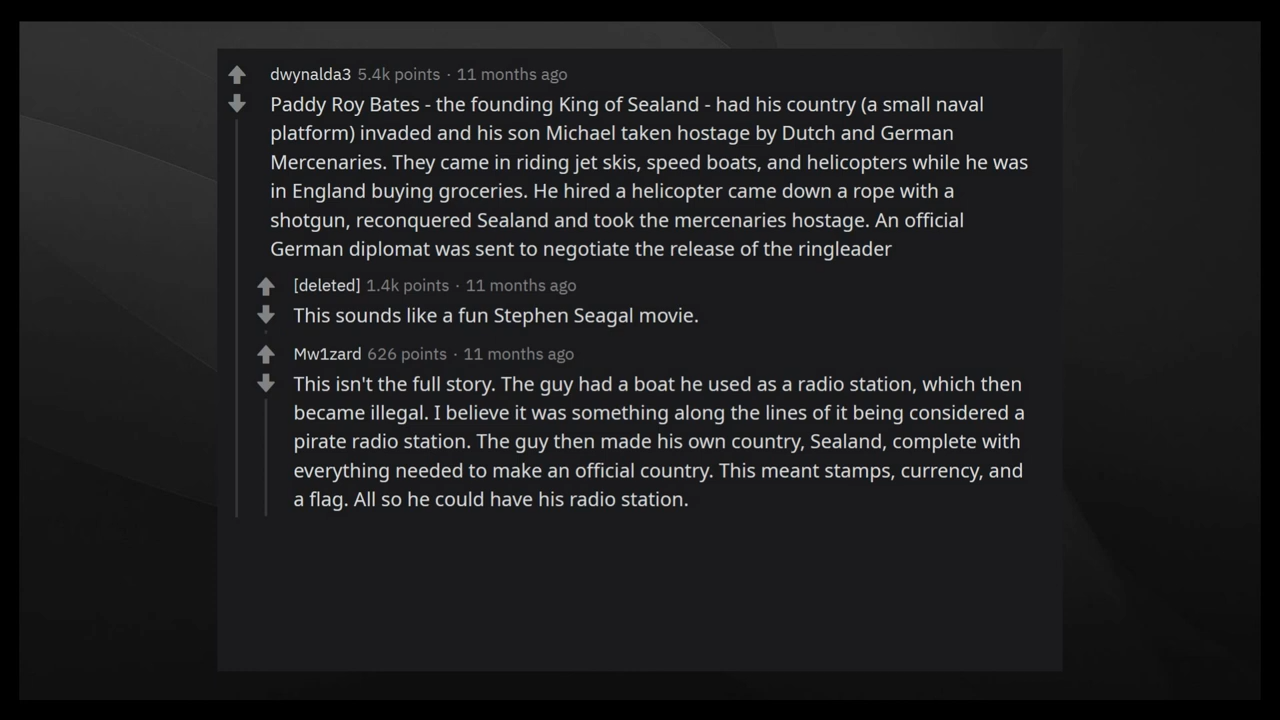 dwynalda3 5.4k points · 11 months ago
Paddy Roy Bates - the founding King of Sealand - had his country (a small naval
platform) invaded and his son Michael taken hostage by Dutch and German
Mercenaries. They came in riding jet skis, speed boats, and helicopters while he was
in England buying groceries. He hired a helicopter came down a rope with a
shotgun, reconquered Sealand and took the mercenaries hostage. An official
German diplomat was sent to negotiate the release of the ringleader
[deleted] 1.4k points · 11 months ago
This sounds like a fun Stephen Seagal movie.
Mw1zard 626 points · 11 months ago
This isn't the full story. The guy had a boat he used as a radio station, which then
became illegal. I believe it was something along the lines of it being considered a
pirate radio station. The guy then made his own country, Sealand, complete with
everything needed to make an official country. This meant stamps, currency, and
a flag. All so he could have his radio station.